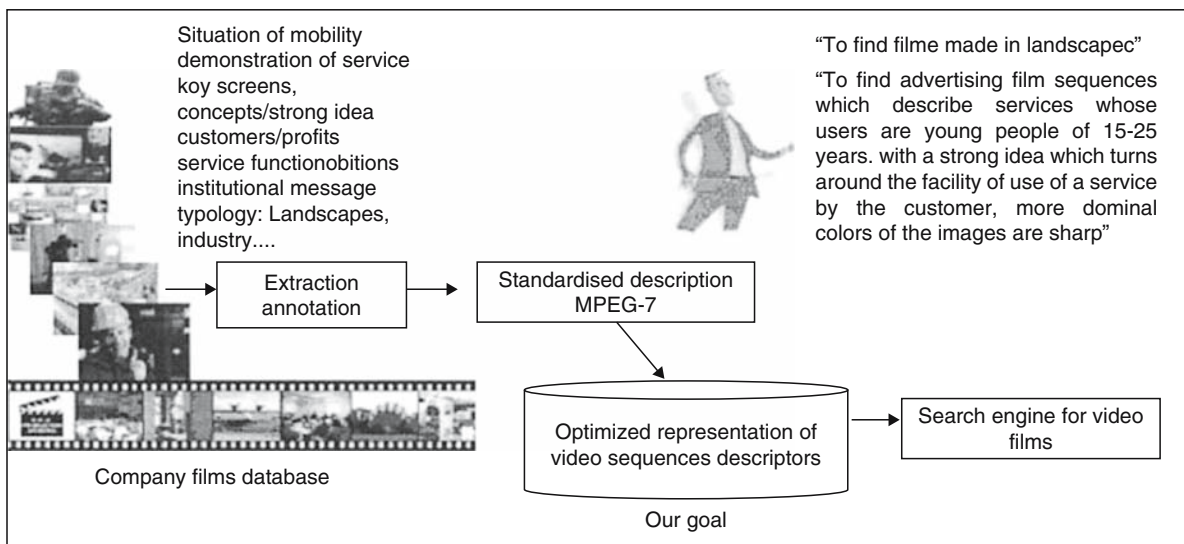 Situation of mobility
demonstration of service
koy screens,
concepts/strong idea
customers/profits
service functionobitions
institutional message
typology: Landscapes,
industry....
“To find filme made in landscapec”
“To find advertising film sequences
which describe services whose
users are young people of 15-25
years. with a strong idea which turns
around the facility of use of a service
by the customer, more dominal
colors of the images are sharp”
Extraction
annotation
Standardised description
MPEG-7
Optimized representation of
video sequences descriptors
Search engine for video
films
Company films database
Our goal